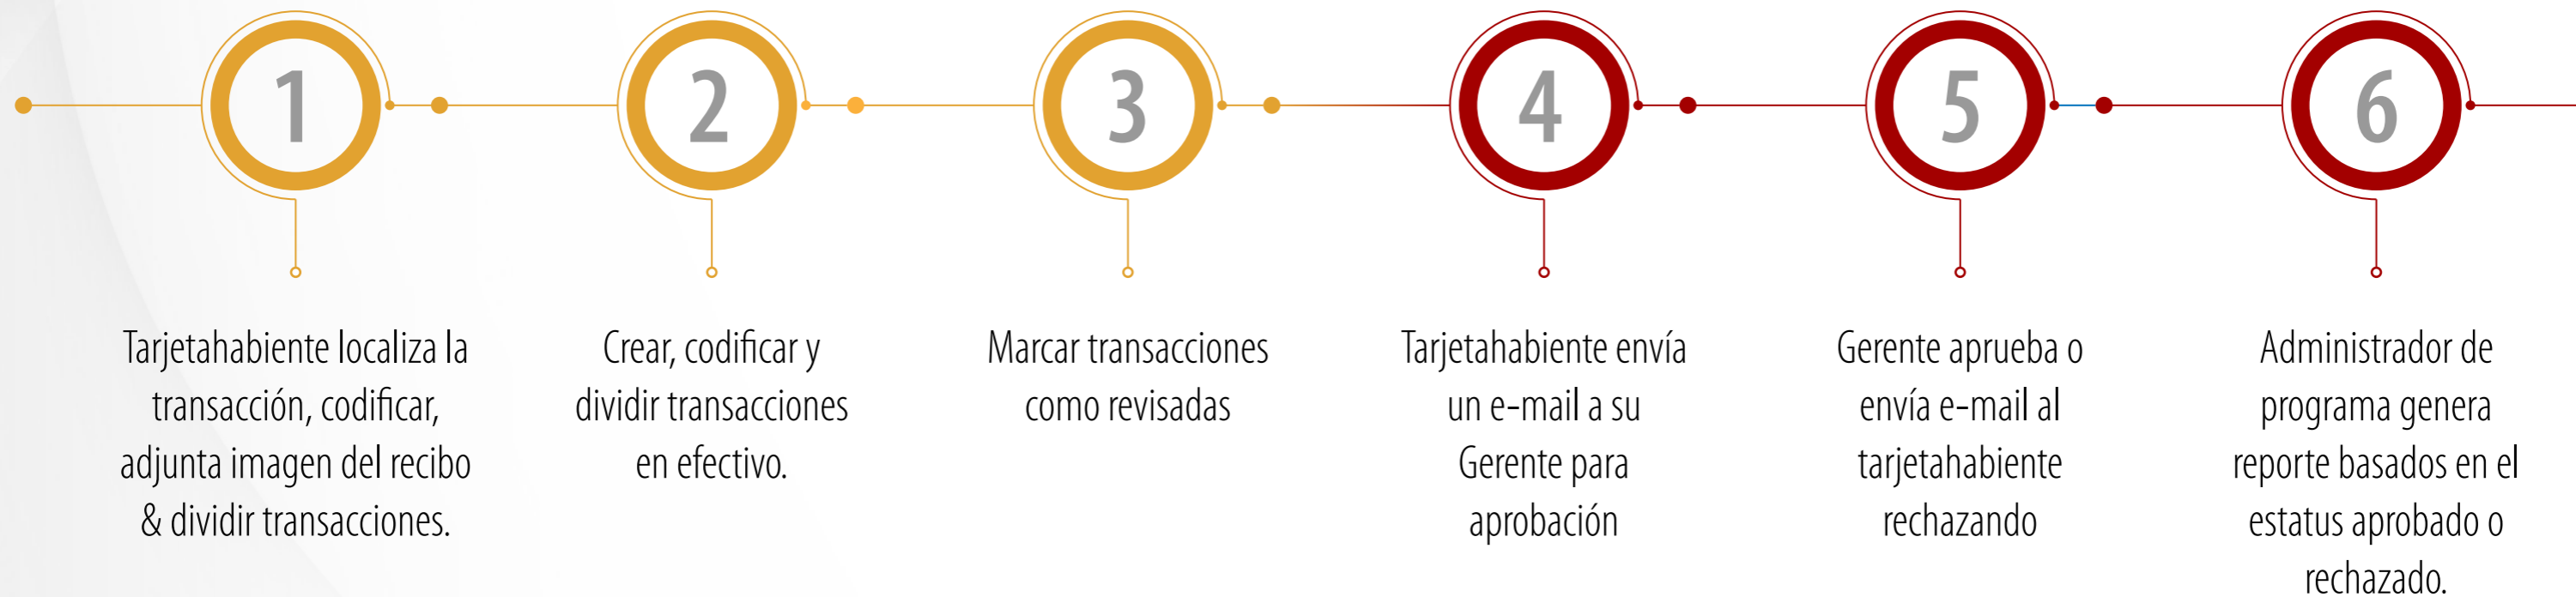 1
Tarjetahabiente localiza la
transacción, codificar,
adjunta imagen del recibo
& dividir transacciones.
2
Crear, codificar y
dividir transacciones
en efectivo.
3
Marcar transacciones
como revisadas
4
Tarjetahabiente envía
un e-mail a su
Gerente para
aprobación
5
Gerente aprueba o
envía e-mail al
tarjetahabiente
rechazando
6
Administrador de
programa genera
reporte basados en el
estatus aprobado o
rechazado.